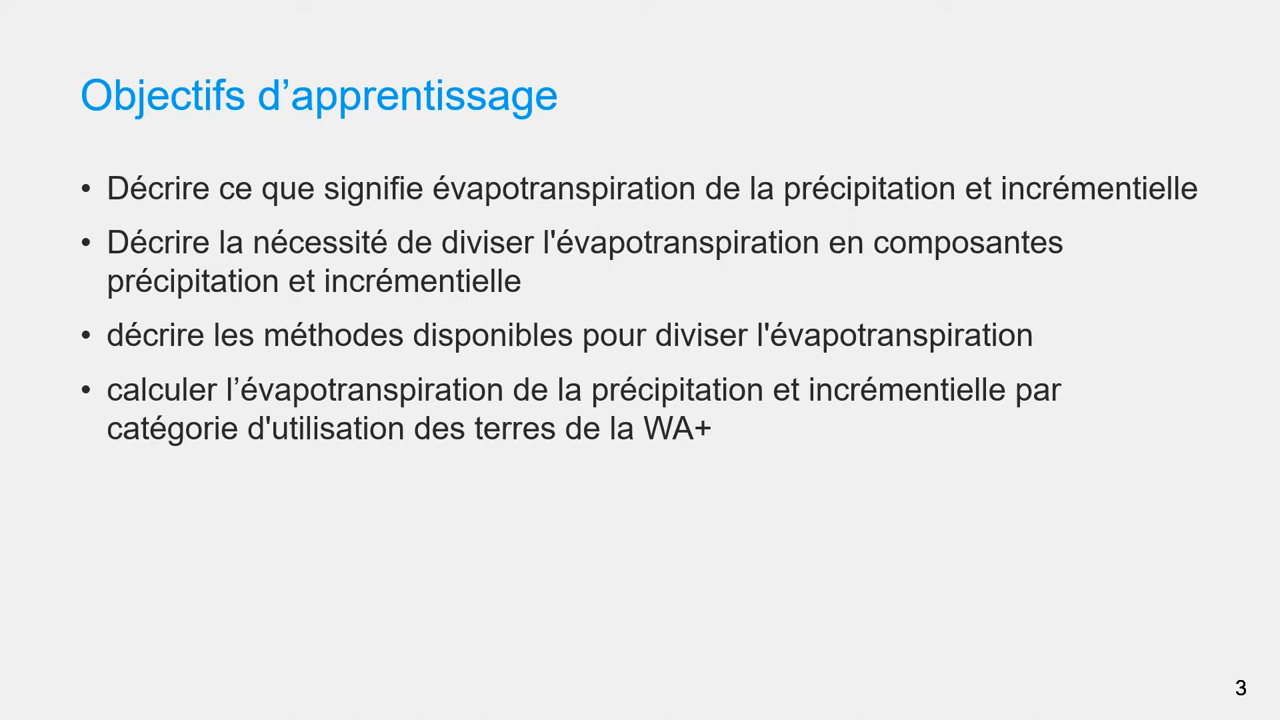 Objectifs d’apprentissage
• Décrire ce que signifie évapotranspiration de la précipitation et incrémentielle
• Décrire la nécessité de diviser l'évapotranspiration en composantes
précipitation et incrémentielle
• décrire les méthodes disponibles pour diviser l'évapotranspiration
• calculer l’évapotranspiration de la précipitation et incrémentielle par
catégorie d'utilisation des terres de la WA+
3